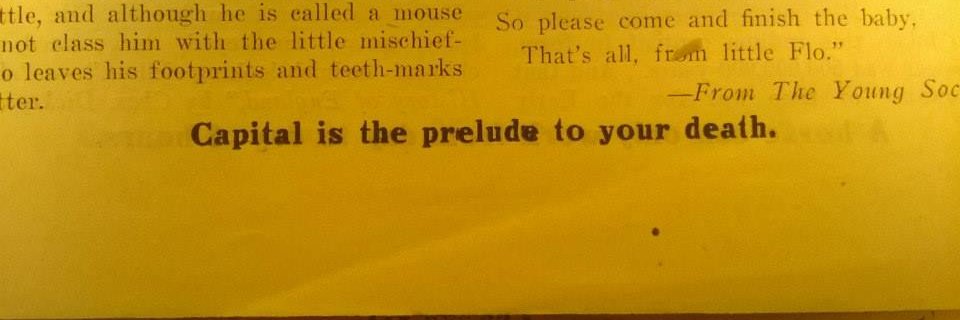 ttle, and although he is called a mouse
not class him with the little mischief-
o leaves his footprints and teeth-marks
tter.
So please come and finish the baby,
That's all, from little Flo."
—From The Young Soc
Capital is the prelude to your death.